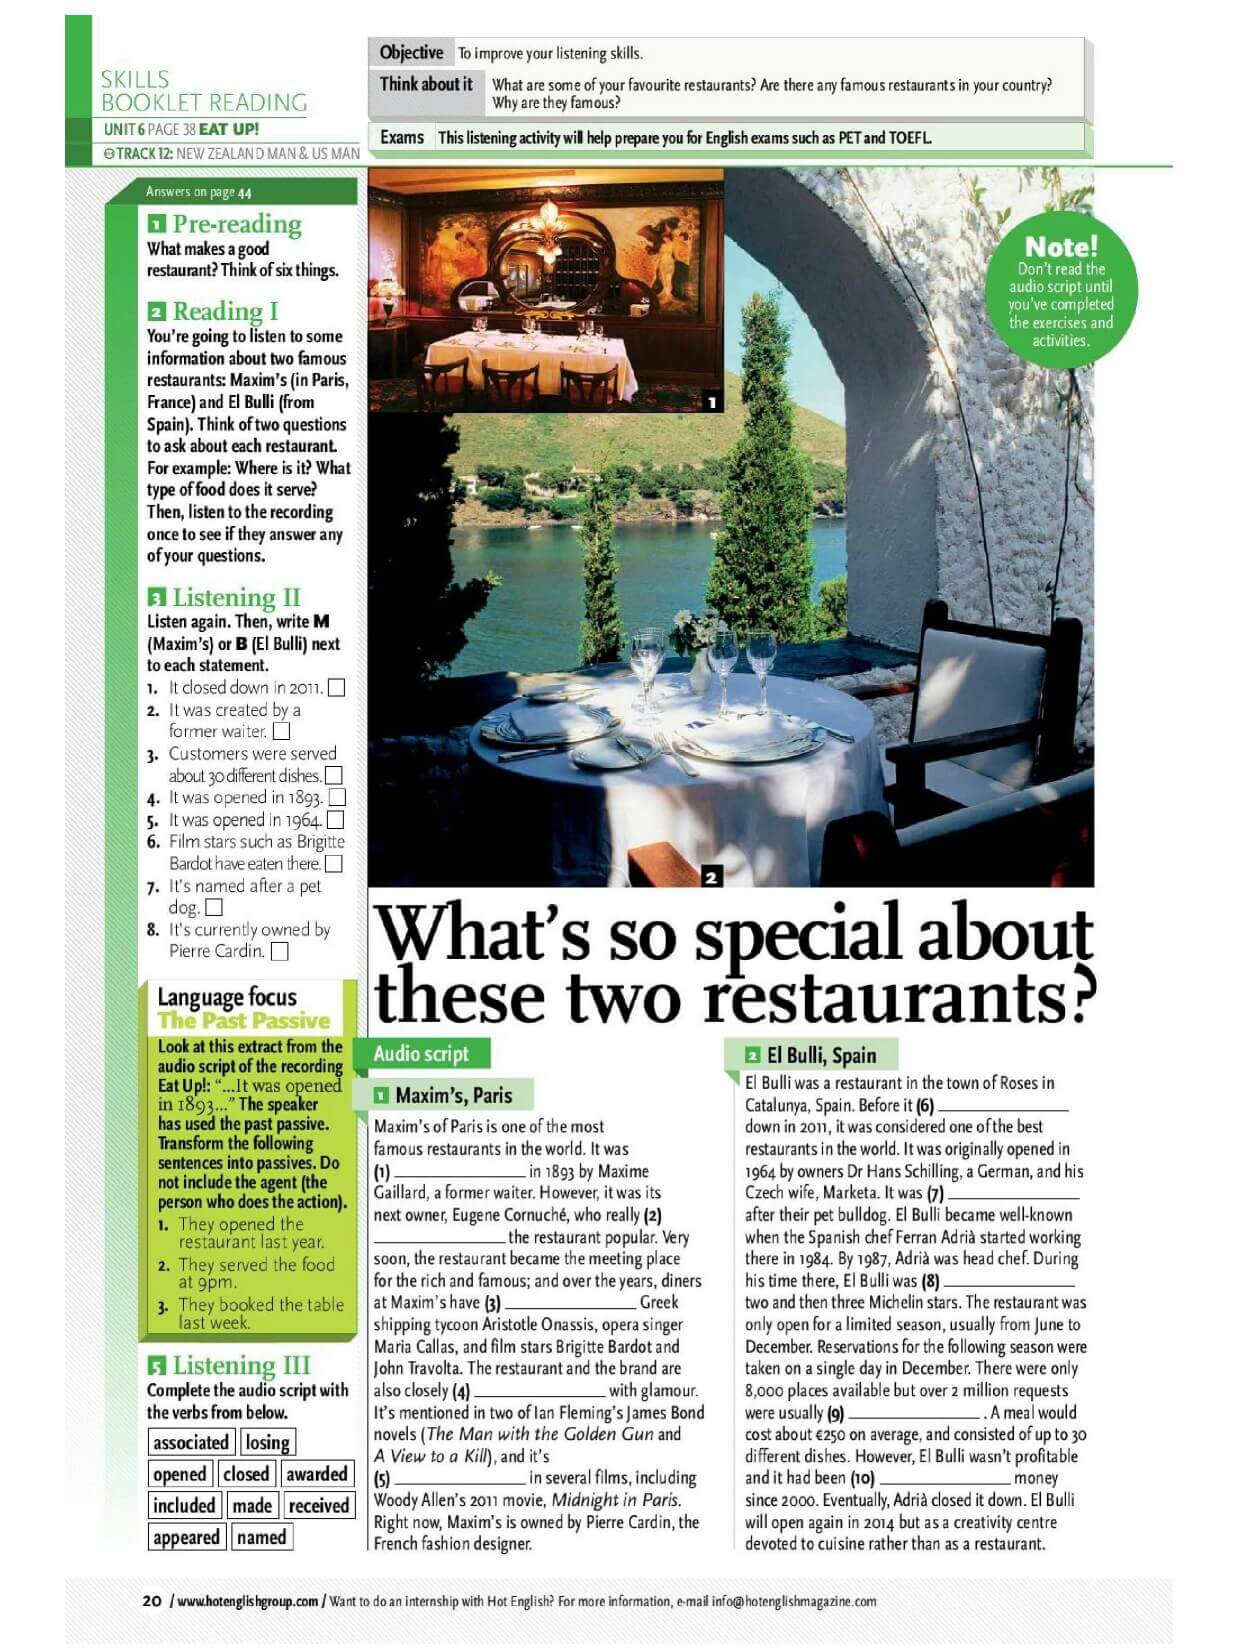 SKILLS
BOOKLET READING
UNIT 6 PAGE 38 EAT UP!
TRACK 12: NEW ZEALAND MAN & US MAN
Objective To improve your listening skills.
Think about it What are some of your favourite restaurants? Are there any famous restaurants in your country?
Why are they famous?
Exams This listening activity will help prepare you for English exams such as PET and TOEFL.
Answers on page 44
1 Pre-reading
What makes a good
restaurant? Think of six things.
2 Reading I
You're going to listen to some
information about two famous
restaurants: Maxim's (in Paris,
France) and El Bulli (from
Spain). Think of two questions
to ask about each restaurant.
For example: Where is it? What
type of food does it serve?
Then, listen to the recording
once to see if they answer any
of your questions.
3 Listening II
Listen again. Then, write M
(Maxim's) or B (El Bulli) next
to each statement.
1. It closed down in 2011.
2. It was created by a
former waiter.
3. Customers were served
about 30 different dishes.
4. It was opened in 1893.
5. It was opened in 1964.
6. Film stars such as Brigitte
Bardot have eaten there.
7. It's named after a pet
dog.
8. It's currently owned by
Pierre Cardin.
Language focus
The Past Passive
Look at this extract from the
audio script of the recording
Eat Up!: "...It was opened
in 1893..." The speaker
has used the past passive.
Transform the following
sentences into passives. Do
not include the agent (the
person who does the action).
1. They opened the
restaurant last year.
2. They served the food
at 9pm.
3. They booked the table
last week.
5 Listening III
Complete the audio script with
the verbs from below.
associated losing
opened closed awarded
included made received
appeared named
1
Note!
Don't read the
audio script until
you've completed
the exercises and
activities.
2
What's so special about
these two restaurants?
Audio script
1 Maxim's, Paris
Maxim's of Paris is one of the most
famous restaurants in the world. It was
(1) ____________ in 1893 by Maxime
Gaillard, a former waiter. However, it was its
next owner, Eugene Cornuché, who really (2)
____________ the restaurant popular. Very
soon, the restaurant became the meeting place
for the rich and famous; and over the years, diners
at Maxim's have (3) ____________ Greek
shipping tycoon Aristotle Onassis, opera singer
Maria Callas, and film stars Brigitte Bardot and
John Travolta. The restaurant and the brand are
also closely (4) ____________ with glamour.
It's mentioned in two of Ian Fleming's James Bond
novels (The Man with the Golden Gun and
A View to a Kill), and it's
(5) ____________ in several films, including
Woody Allen's 2011 movie, Midnight in Paris.
Right now, Maxim's is owned by Pierre Cardin, the
French fashion designer.
2 El Bulli, Spain
El Bulli was a restaurant in the town of Roses in
Catalunya, Spain. Before it (6) ____________
down in 2011, it was considered one of the best
restaurants in the world. It was originally opened in
1964 by owners Dr Hans Schilling, a German, and his
Czech wife, Marketa. It was (7) ____________
after their pet bulldog. El Bulli became well-known
when the Spanish chef Ferran Adrià started working
there in 1984. By 1987, Adrià was head chef. During
his time there, El Bulli was (8) ____________
two and then three Michelin stars. The restaurant was
only open for a limited season, usually from June to
December. Reservations for the following season were
taken on a single day in December. There were only
8,000 places available but over 2 million requests
were usually (9) ____________ . A meal would
cost about €250 on average, and consisted of up to 30
different dishes. However, El Bulli wasn't profitable
and it had been (10) ____________ money
since 2000. Eventually, Adrià closed it down. El Bulli
will open again in 2014 but as a creativity centre
devoted to cuisine rather than as a restaurant.
20 / www.hotenglishgroup.com / Want to do an internship with Hot English? For more information, e-mail info@hotenglishmagazine.com